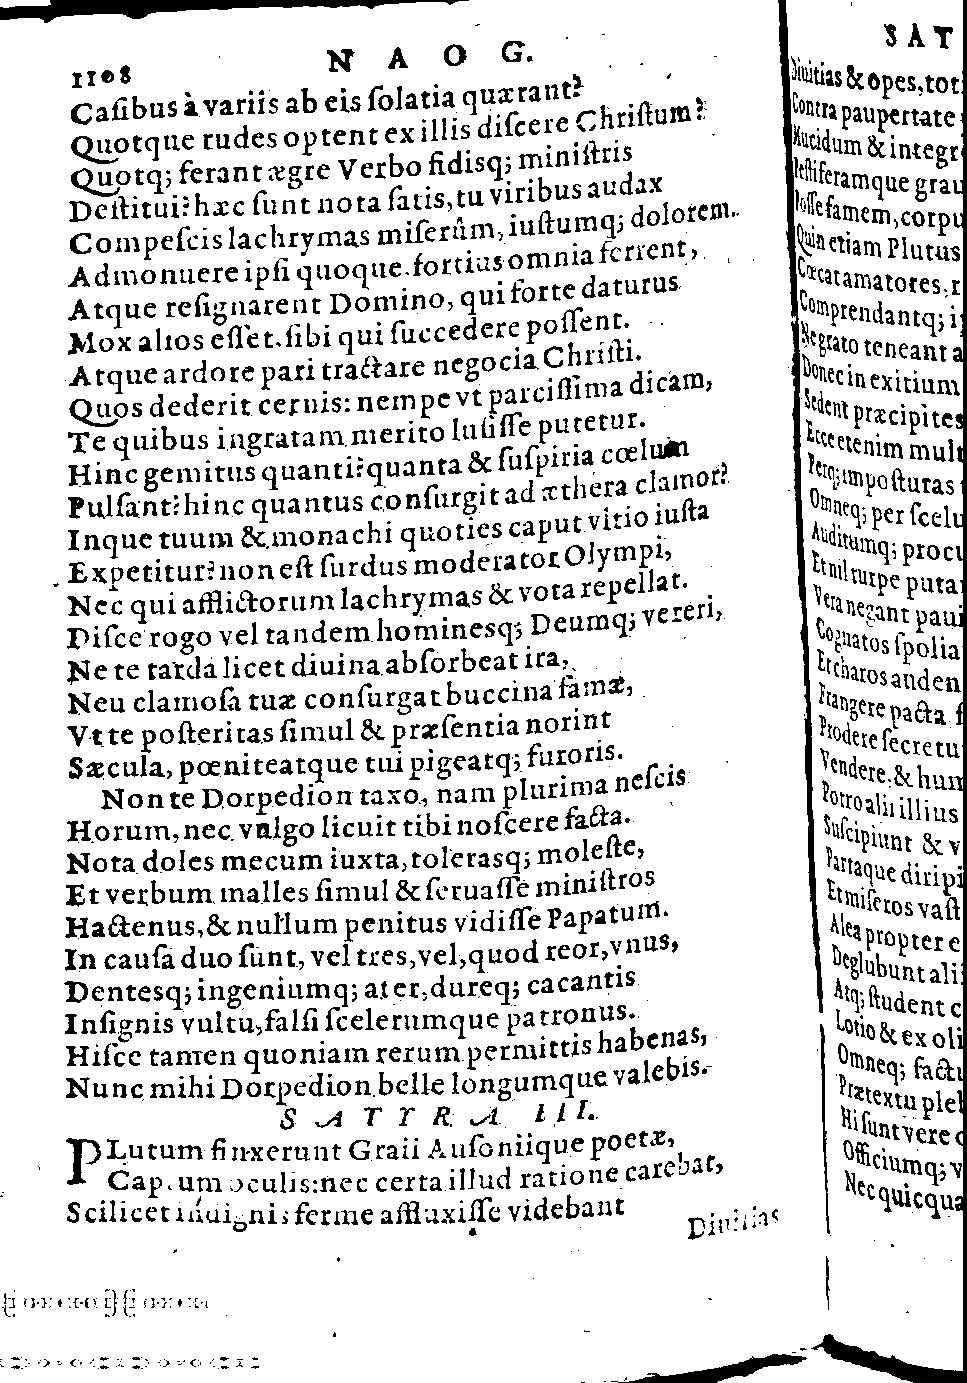 1108 NAOG.
Casibus à variis ab eis solatia quærant?
Quotque rudes optent ex illis discere Christum?
Quotq; ferant ægre Verbo fidisq; ministris
Destitui? hæc sunt nota satis, tu viribus audax
Compescis lachrymas miserûm, iustumq; dolorem.
Admonuere ipsi quoque fortius omnia ferrent,
Atque resignarent Domino, qui forte daturus
Mox alios esset, sibi qui succedere possent.
Atque ardore pari tractare negocia Christi.
Quos dederit cernis: nempe vt parcissima dicam,
Te quibus ingratam merito lusisse putetur.
Hinc gemitus quanti? quanta & suspiria cœlum
Pulsant? hinc quantus consurgit ad æthera clamor?
Inque tuum & monachi quoties caput vitio iusta
Expetitur? non est surdus moderator Olympi,
Nec qui afflictorum lachrymas & vota repellat.
Disce rogo vel tandem hominesq; Deumq; vereri,
Ne te tarda licet diuina absorbeat ira,
Neu clamosa tuæ consurgat buccina famæ,
Vt te posteritas simul & præsentia norint
Sæcula, pœniteatque tui pigeatq; furoris.
Non te Dorpedion taxo, nam plurima nescis
Horum, nec vulgo licuit tibi noscere facta.
Nota doles mecum iuxta, tolerasq; moleste,
Et verbum malles simul & seruasse ministros
Hactenus, & nullum penitus vidisse Papatum.
In causa duo sunt, vel tres, vel, quod reor, vnus,
Dentesq; ingeniumq; ater, dureq; cacantis
Insignis vultu, falsi scelerumque patronus.
Hisce tamen quoniam rerum permittis habenas,
Nunc mihi Dorpedion belle longumque valebis.
SATYRA III.
PLutum finxerunt Graii Ausoniique poetæ,
Captum oculis: nec certa illud ratione carebat,
Scilicet indignis ferme affluxisse videbant
Diuitias
SAT
Diuitias & opes, tot
Contra paupertate
Mucidum & integr
Pestiferamque grau
Posse famem, corpu
Quin etiam Plutus
Cœcat amatores, r
Comprendantq; i
Negrato teneant a
Donec in exitium
Sedent præcipites
Ecce etenim mult
Perq; imposturas
Omneq; per scelu
Auditumq; procu
Et nil turpe puta
Vera negant paui
Cognatos spolia
Et charos auden
Frangere pacta f
Prodere secretu
Vendere, & hum
Porro alii illius
Suscipiunt & v
Partaque diripi
Et miseros vast
Alea propter e
Deglubunt alii
Atq; student c
Lotio & ex oli
Omneq; factu
Prætextu pleb
Hi sunt vere c
Officiumq; v
Nec quicqua